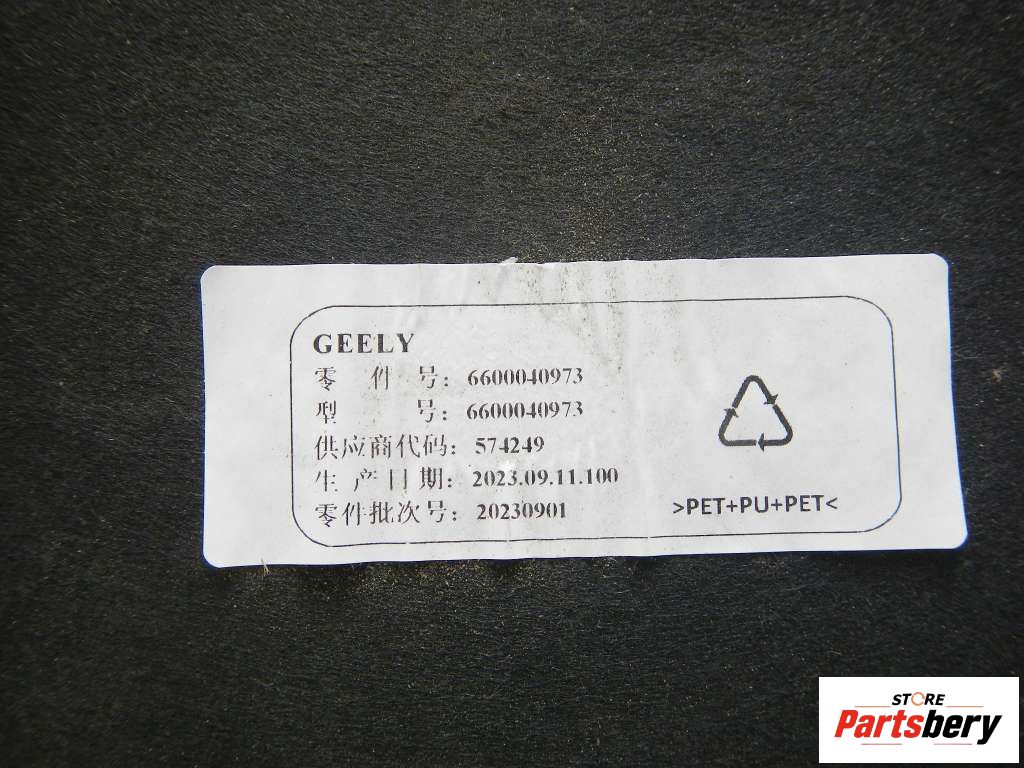 GEELY
零 件 号: 6600040973
型 号: 6600040973
供应商代码: 574249
生 产 日 期: 2023.09.11.100
零件批次号: 20230901
>PET+PU+PET<
STORE
Partsbery